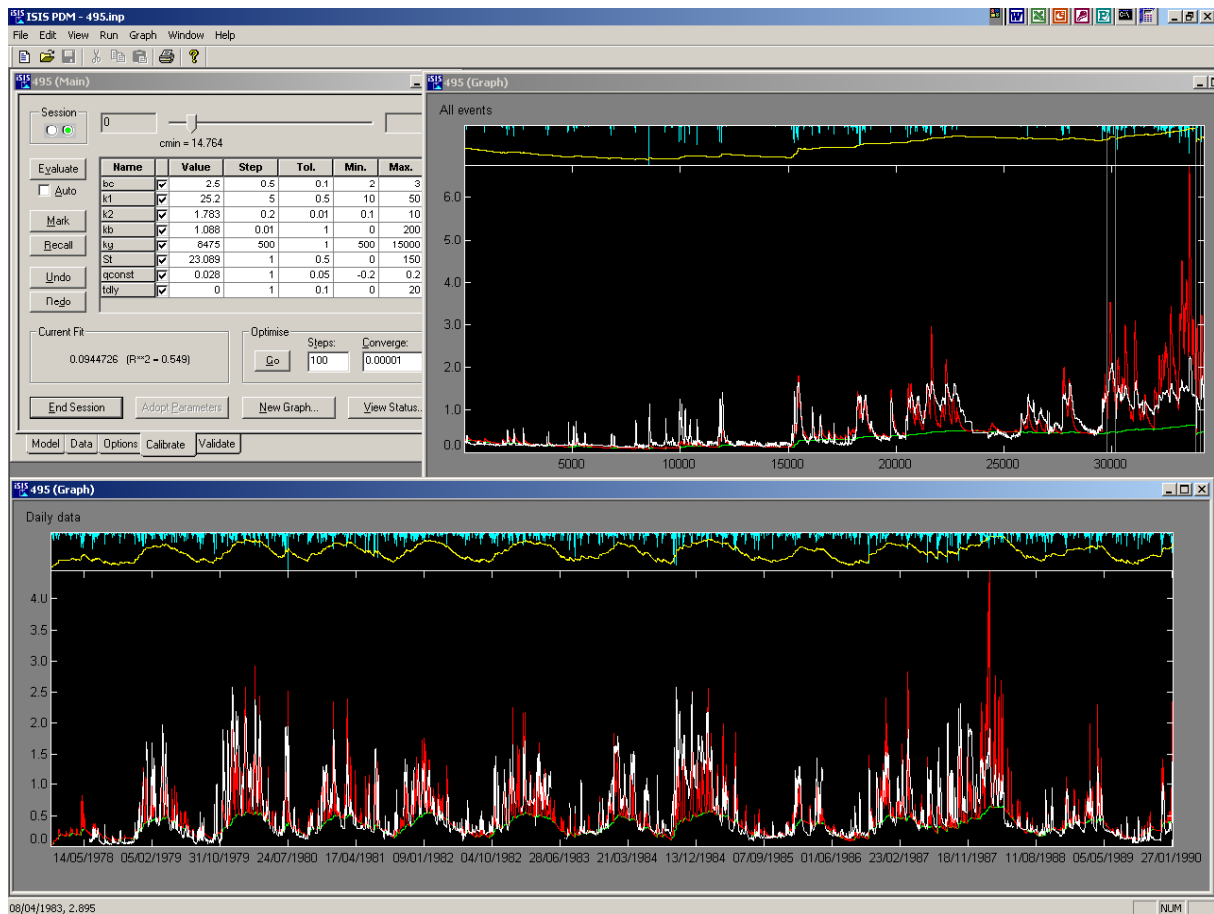 ISIS PDM - 495.inp
File Edit View Run Graph Window Help
495 (Main)
Session
0
cmin = 14.764
Evaluate
Auto
Mark
Recall
Undo
Redo
Name Value Step Tol. Min. Max.
bc 2.5 0.5 0.1 2 3
k1 25.2 5 0.5 10 50
k2 1.783 0.2 0.01 0.1 10
kb 1.088 0.01 1 0 200
kg 8475 500 1 500 15000
St 23.089 1 0.5 0 150
qconst 0.028 1 0.05 -0.2 0.2
tdly 0 1 0.1 0 20
Current Fit
0.0944726 (R**2 = 0.549)
Optimise
Steps: Converge:
Go 100 0.00001
End Session Adopt Parameters New Graph... View Status..
Model Data Options Calibrate Validate
495 (Graph)
All events
6.0
5.0
4.0
3.0
2.0
1.0
0.0
5000 10000 15000 20000 25000 30000
495 (Graph)
Daily data
4.0
3.5
3.0
2.5
2.0
1.5
1.0
0.5
0.0
14/05/1978 05/02/1979 31/10/1979 24/07/1980 17/04/1981 09/01/1982 04/10/1982 28/06/1983 21/03/1984 13/12/1984 07/09/1985 01/06/1986 23/02/1987 18/11/1987 11/08/1988 05/05/1989 27/01/1990
08/04/1983, 2.895
NUM